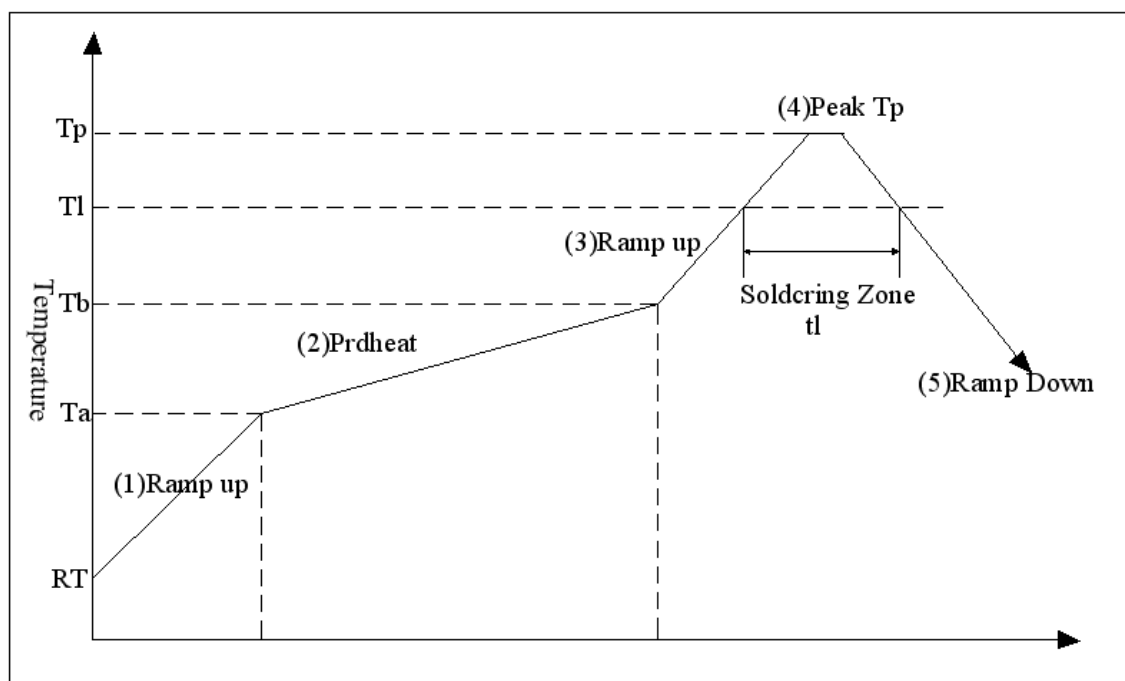 (4)Peak Tp
Tp
Tl
(3)Ramp up
Soldcring Zone
tl
Tb
Temperature
(2)Prdheat
(5)Ramp Down
Ta
(1)Ramp up
RT